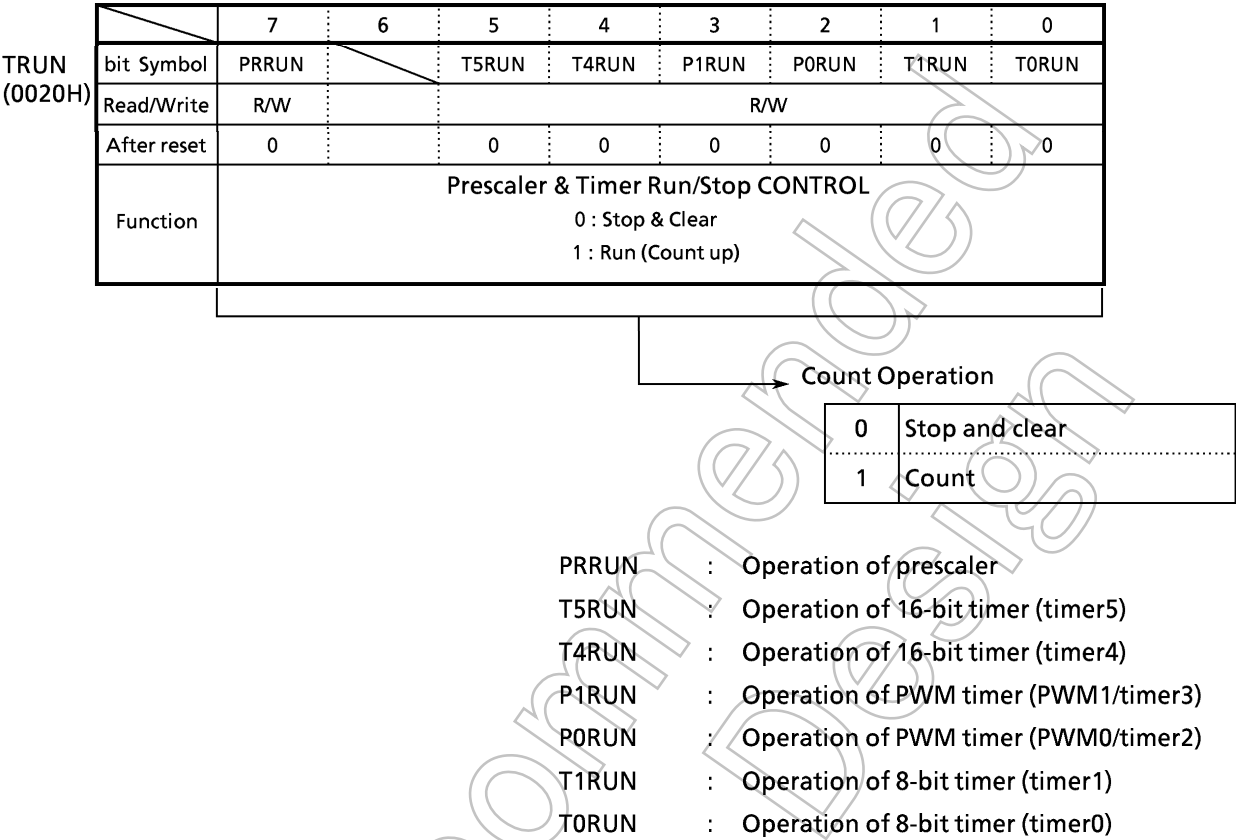 7 6 5 4 3 2 1 0
TRUN (0020H)
bit Symbol PRRUN T5RUN T4RUN P1RUN P0RUN T1RUN T0RUN
Read/Write R/W R/W
After reset 0 0 0 0 0 0 0
Function
Prescaler & Timer Run/Stop CONTROL
0 : Stop & Clear
1 : Run (Count up)
Count Operation
0 Stop and clear
1 Count
PRRUN : Operation of prescaler
T5RUN : Operation of 16-bit timer (timer5)
T4RUN : Operation of 16-bit timer (timer4)
P1RUN : Operation of PWM timer (PWM1/timer3)
P0RUN : Operation of PWM timer (PWM0/timer2)
T1RUN : Operation of 8-bit timer (timer1)
T0RUN : Operation of 8-bit timer (timer0)
ommended
Design